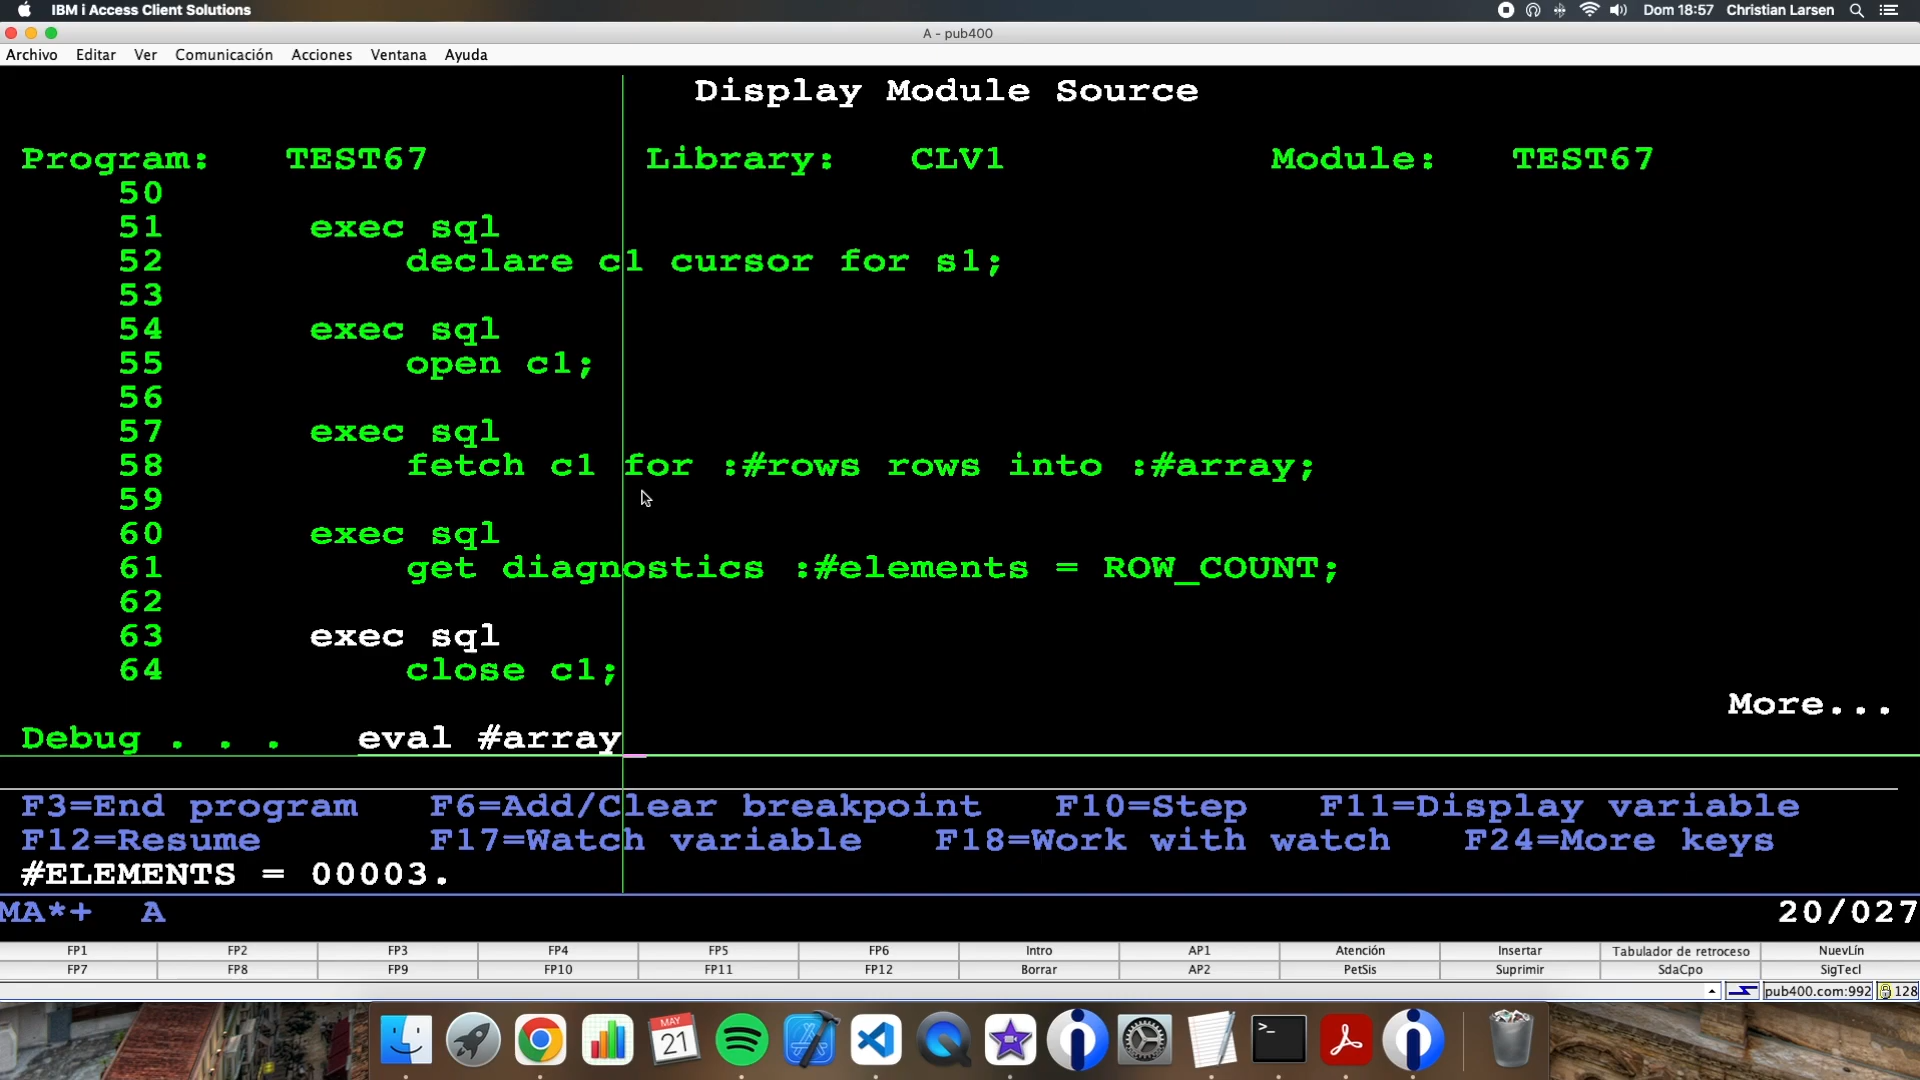 IBM i Access Client Solutions Dom 18:57 Christian Larsen
A - pub400
Archivo Editar Ver Comunicación Acciones Ventana Ayuda
Display Module Source
Program: TEST67 Library: CLV1 Module: TEST67
50
51 exec sql
52 declare c1 cursor for s1;
53
54 exec sql
55 open c1;
56
57 exec sql
58 fetch c1 for :#rows rows into :#array;
59
60 exec sql
61 get diagnostics :#elements = ROW_COUNT;
62
63 exec sql
64 close c1;
More...
Debug . . . eval #array_
F3=End program F6=Add/Clear breakpoint F10=Step F11=Display variable
F12=Resume F17=Watch variable F18=Work with watch F24=More keys
#ELEMENTS = 00003.
MA*+ A 20/027
FP1 FP2 FP3 FP4 FP5 FP6 Intro AP1 Atención Insertar Tabulador de retroceso NuevLín
FP7 FP8 FP9 FP10 FP11 FP12 Borrar AP2 PetSis Suprimir SdaCpo SigTecl
pub400.com:992 128
MAY
21